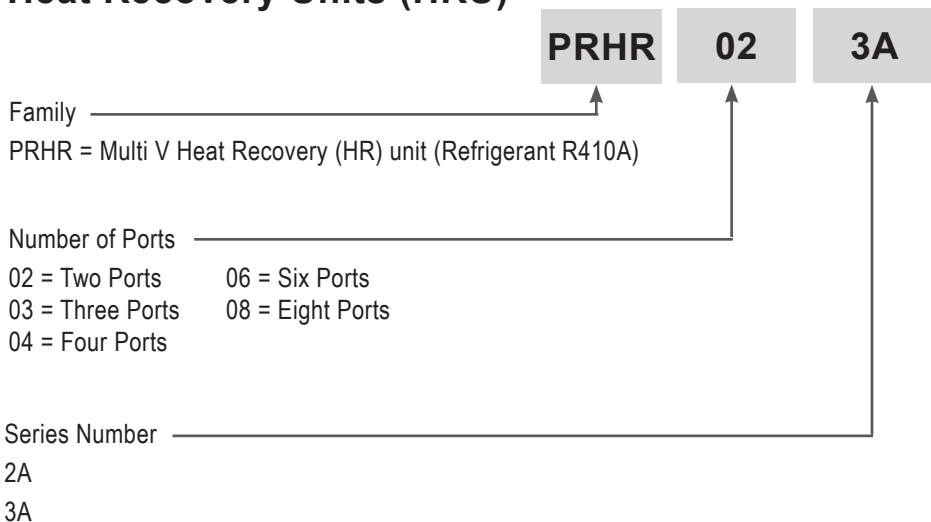 Heat Recovery Units (HRU)
PRHR 02 3A
Family
PRHR = Multi V Heat Recovery (HR) unit (Refrigerant R410A)
Number of Ports
02 = Two Ports 06 = Six Ports
03 = Three Ports 08 = Eight Ports
04 = Four Ports
Series Number
2A
3A